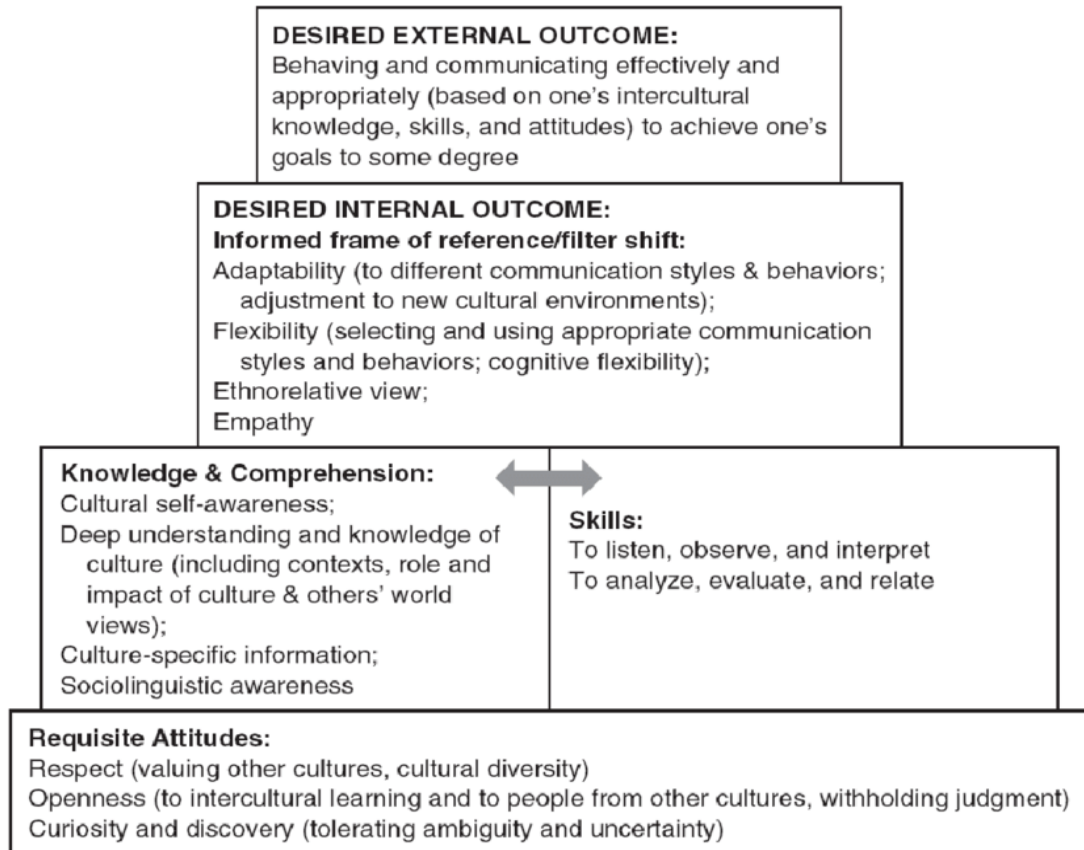 DESIRED EXTERNAL OUTCOME:
Behaving and communicating effectively and
appropriately (based on one's intercultural
knowledge, skills, and attitudes) to achieve one's
goals to some degree
DESIRED INTERNAL OUTCOME:
Informed frame of reference/filter shift:
Adaptability (to different communication styles & behaviors;
adjustment to new cultural environments);
Flexibility (selecting and using appropriate communication
styles and behaviors; cognitive flexibility);
Ethnorelative view;
Empathy
Knowledge & Comprehension:
Cultural self-awareness;
Deep understanding and knowledge of
culture (including contexts, role and
impact of culture & others' world
views);
Culture-specific information;
Sociolinguistic awareness
Skills:
To listen, observe, and interpret
To analyze, evaluate, and relate
Requisite Attitudes:
Respect (valuing other cultures, cultural diversity)
Openness (to intercultural learning and to people from other cultures, withholding judgment)
Curiosity and discovery (tolerating ambiguity and uncertainty)